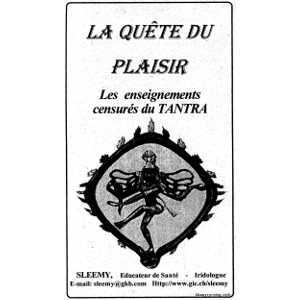 LA QUÊTE DU
PLAISIR
Les enseignements
censurés du TANTRA
SLEEMY, Educateur de Santé - Iridologue
E-mail: sleemy@gkb.com Http://www.gic.ch/sleemy